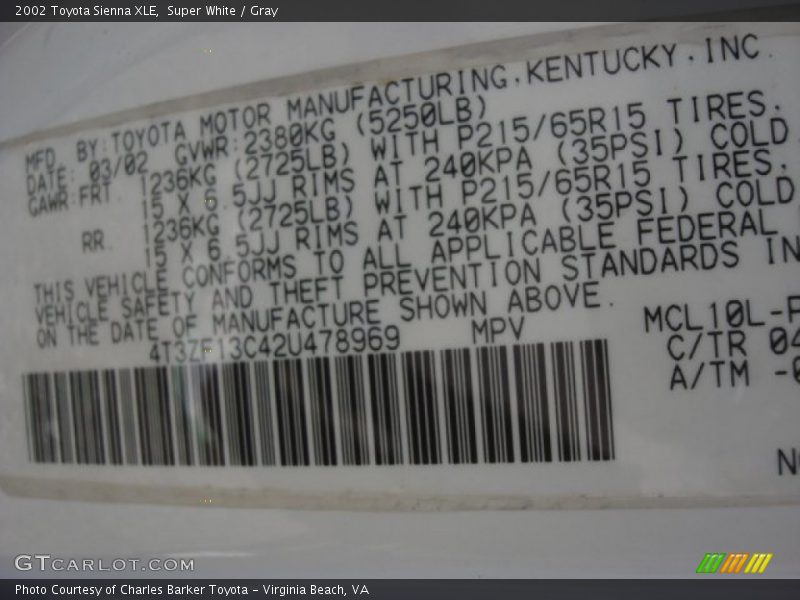 2002 Toyota Sienna XLE, Super White / Gray
MFD. BY:TOYOTA MOTOR MANUFACTURING,KENTUCKY,INC.
DATE: 03/02 GVWR:2380KG (5250LB)
GAWR:FRT. 1236KG (2725LB) WITH P215/65R15 TIRES,
15 X 6.5JJ RIMS AT 240KPA (35PSI) COLD
RR. 1236KG (2725LB) WITH P215/65R15 TIRES,
15 X 6.5JJ RIMS AT 240KPA (35PSI) COLD
THIS VEHICLE CONFORMS TO ALL APPLICABLE FEDERAL
VEHICLE SAFETY AND THEFT PREVENTION STANDARDS IN
ON THE DATE OF MANUFACTURE SHOWN ABOVE.
4T3ZF13C42U478969 MPV
MCL10L-P
C/TR 04
A/TM -0
GTCARLOT.COM
Photo Courtesy of Charles Barker Toyota – Virginia Beach, VA